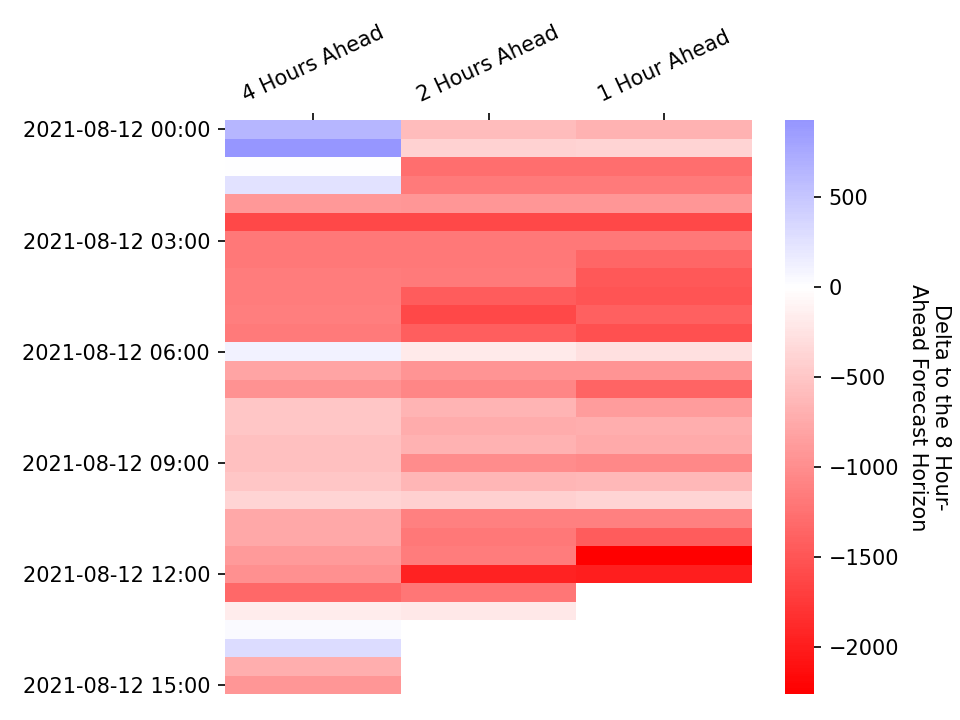 4 Hours Ahead
2 Hours Ahead
1 Hour Ahead
2021-08-12 00:00
2021-08-12 03:00
2021-08-12 06:00
2021-08-12 09:00
2021-08-12 12:00
2021-08-12 15:00
500
0
−500
−1000
−1500
−2000
Delta to the 8 Hour-
Ahead Forecast Horizon